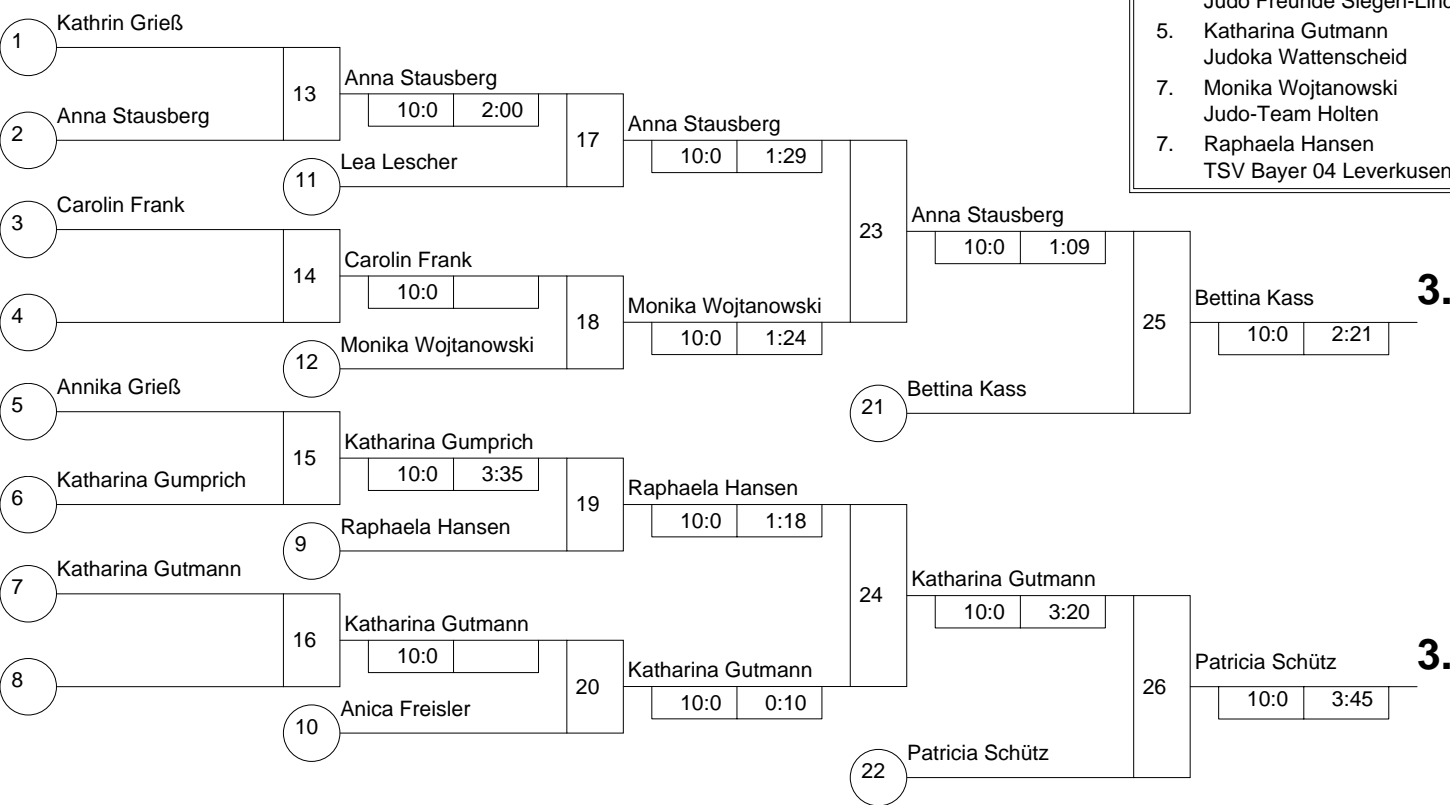 Judo Freunde Siegen-Lind
5. Katharina Gutmann
Judoka Wattenscheid
7. Monika Wojtanowski
Judo-Team Holten
7. Raphaela Hansen
TSV Bayer 04 Leverkusen
1 Kathrin Grieß
13
Anna Stausberg
10:0 2:00
2 Anna Stausberg
17
Anna Stausberg
10:0 1:29
11 Lea Lescher
3 Carolin Frank
23
Anna Stausberg
10:0 1:09
14
Carolin Frank
10:0
4
18
Monika Wojtanowski
10:0 1:24
12 Monika Wojtanowski
25
Bettina Kass 3.
10:0 2:21
5 Annika Grieß
21 Bettina Kass
15
Katharina Gumprich
10:0 3:35
6 Katharina Gumprich
19
Raphaela Hansen
10:0 1:18
9 Raphaela Hansen
7 Katharina Gutmann
24
Katharina Gutmann
10:0 3:20
16
Katharina Gutmann
10:0
8
20
Katharina Gutmann
10:0 0:10
10 Anica Freisler
26
Patricia Schütz 3.
10:0 3:45
22 Patricia Schütz